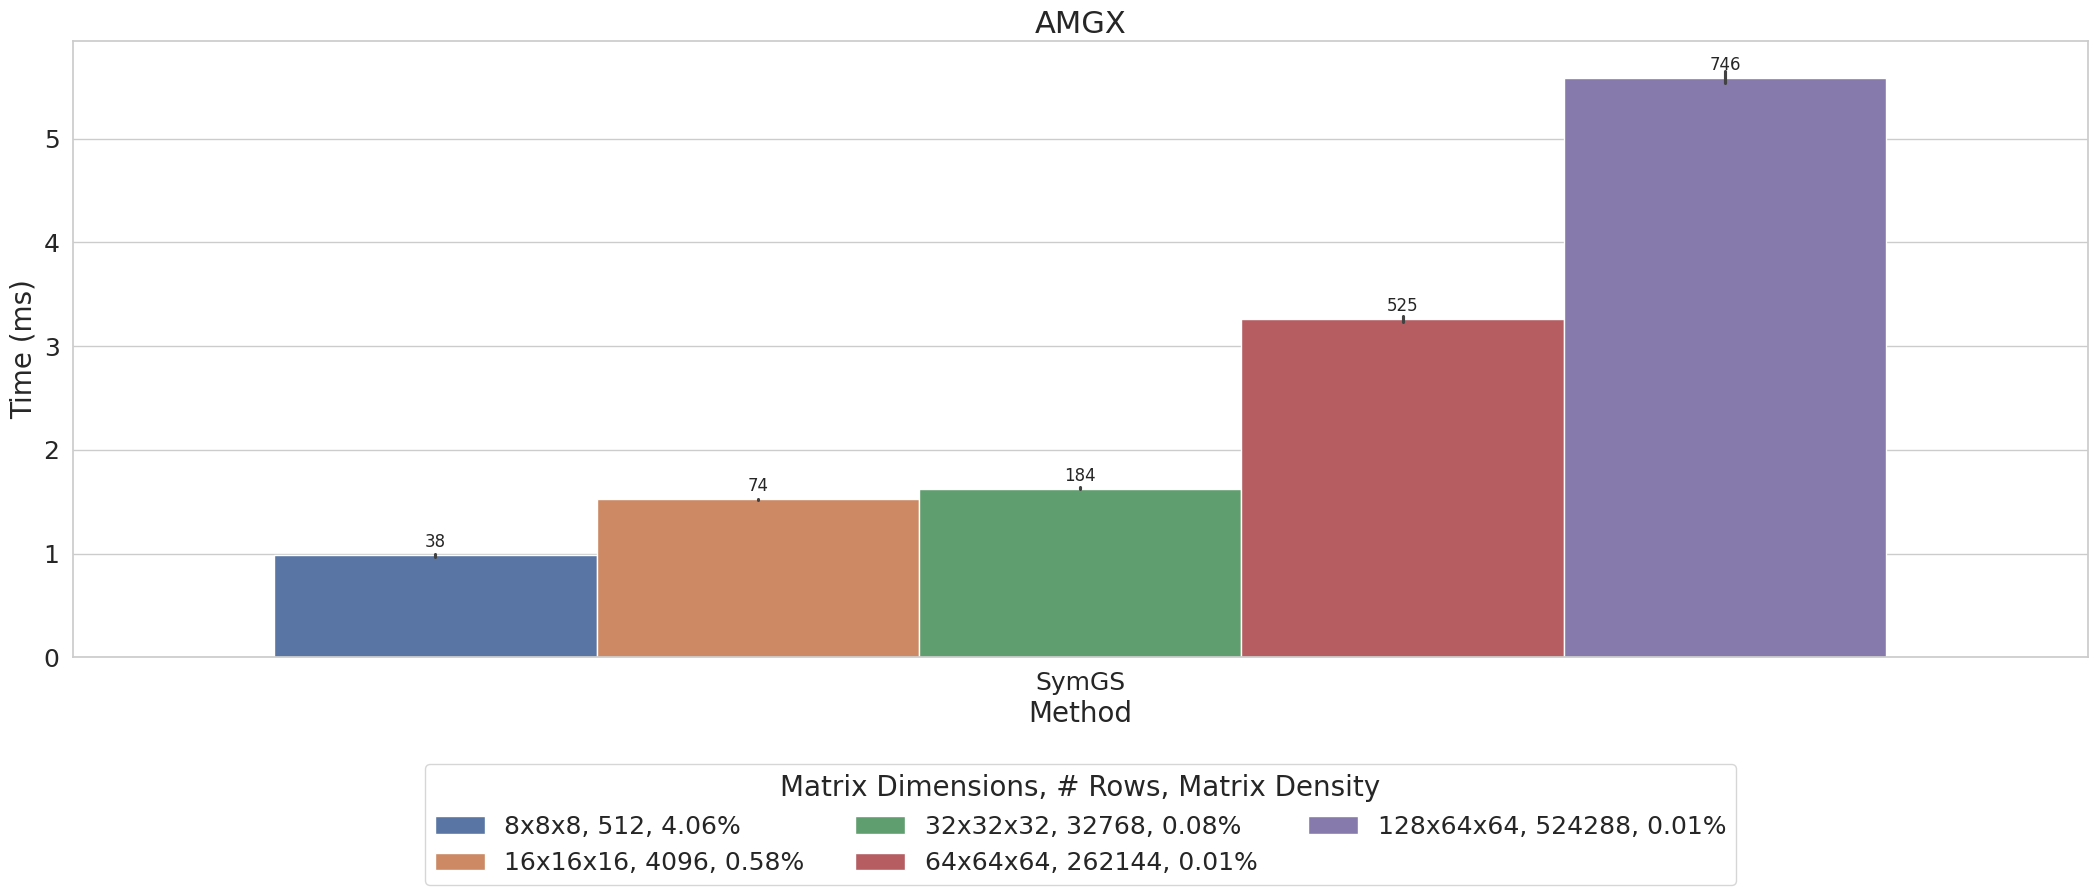 AMGX
Time (ms)
5
4
3
2
1
0
38
74
184
525
746
SymGS
Method
Matrix Dimensions, # Rows, Matrix Density
8x8x8, 512, 4.06%
16x16x16, 4096, 0.58%
32x32x32, 32768, 0.08%
64x64x64, 262144, 0.01%
128x64x64, 524288, 0.01%